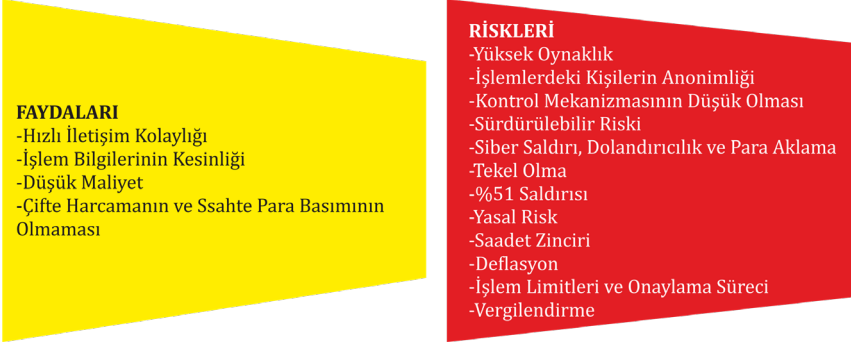 FAYDALARI
-Hızlı İletişim Kolaylığı
-İşlem Bilgilerinin Kesinliği
-Düşük Maliyet
-Çifte Harcamanın ve Ssahte Para Basımının
Olmaması
RİSKLERİ
-Yüksek Oynaklık
-İşlemlerdeki Kişilerin Anonimliği
-Kontrol Mekanizmasının Düşük Olması
-Sürdürülebilir Riski
-Siber Saldırı, Dolandırıcılık ve Para Aklama
-Tekel Olma
-%51 Saldırısı
-Yasal Risk
-Saadet Zinciri
-Deflasyon
-İşlem Limitleri ve Onaylama Süreci
-Vergilendirme